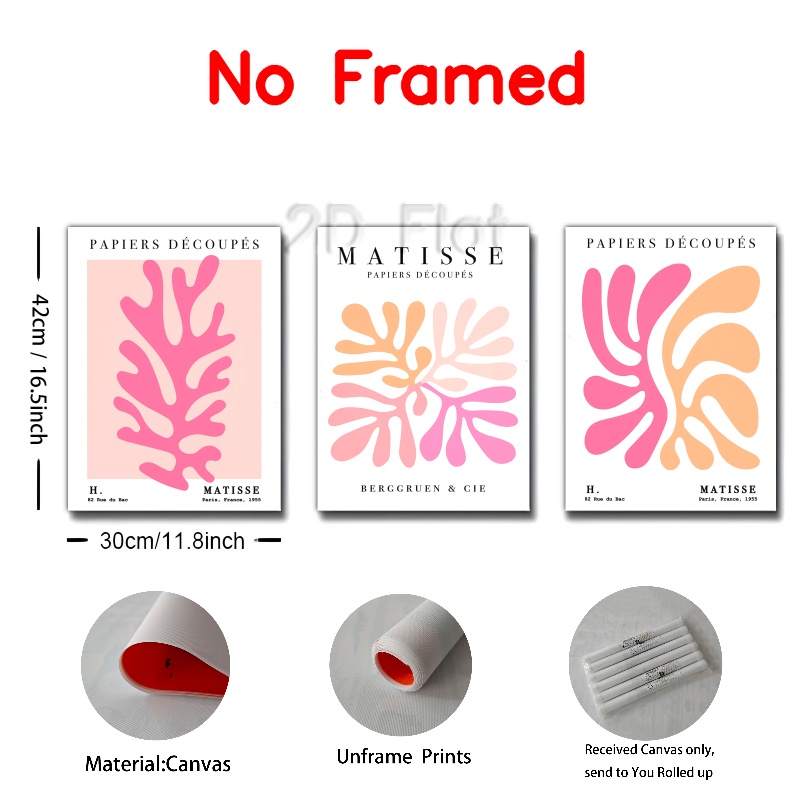 No Framed
2D Flat
PAPIERS DÉCOUPÉS
H. MATISSE
82 Rue du Bac Paris, France, 1955
MATISSE
PAPIERS DÉCOUPÉS
BERGGRUEN & CIE
PAPIERS DÉCOUPÉS
H. MATISSE
82 Rue du Bac Paris, France, 1955
42cm / 16.5inch
30cm/11.8inch
Material:Canvas
Unframe Prints
Received Canvas only,
send to You Rolled up